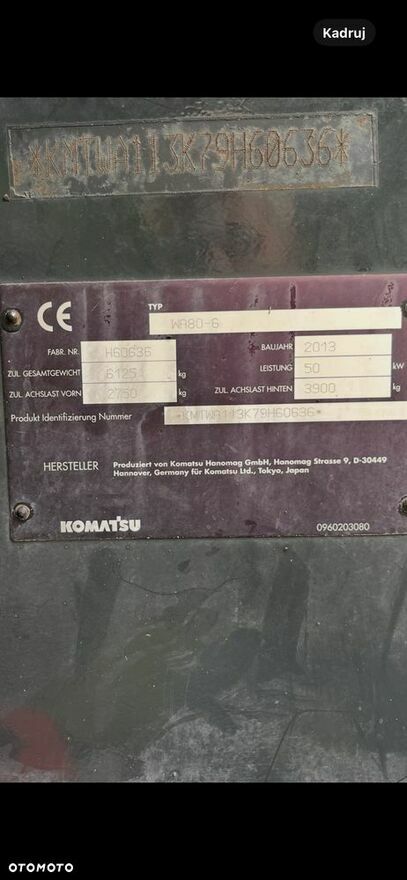 Kadruj
*KMTWA113K79H60636*
CE
TYP
WA80-6
FABR. NR. H60636 BAUJAHR 2013
ZUL. GESAMTGEWICHT 6125 kg LEISTUNG 50 kW
ZUL. ACHSLAST VORN 2750 kg ZUL. ACHSLAST HINTEN 3900 kg
Produkt Identifizierung Nummer *KMTWA113K79H60636*
HERSTELLER Produziert von Komatsu Hanomag GmbH, Hanomag Strasse 9, D-30449
Hannover, Germany für Komatsu Ltd., Tokyo, Japan
KOMATSU 0960203080
OTOMOTO